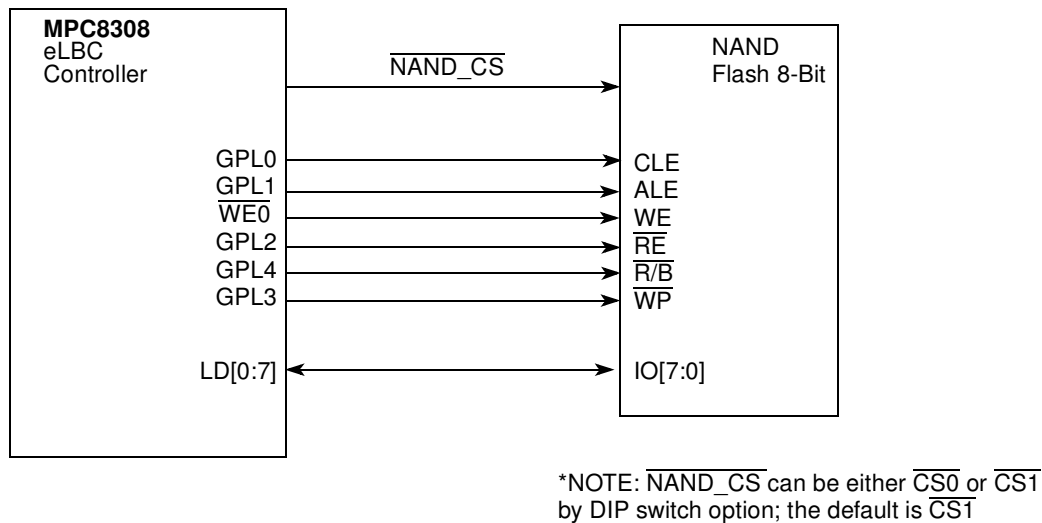 MPC8308
eLBC
Controller
NAND_CS
NAND
Flash 8-Bit
GPL0
GPL1
WE0
GPL2
GPL4
GPL3
LD[0:7]
CLE
ALE
WE
RE
R/B
WP
IO[7:0]
*NOTE: NAND_CS can be either CS0 or CS1
by DIP switch option; the default is CS1